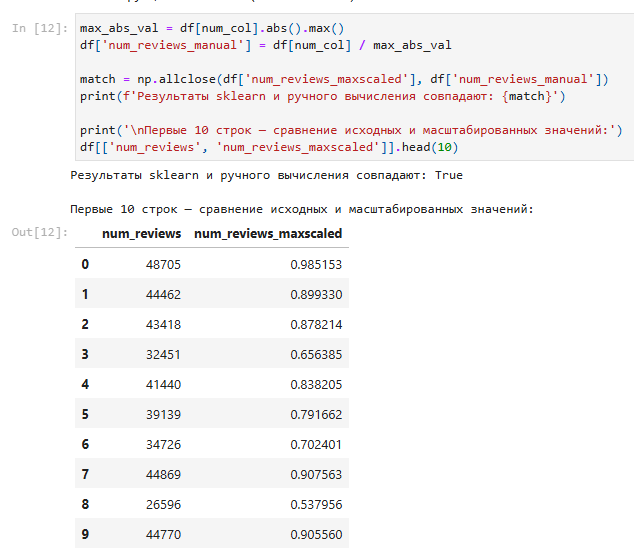 In [12]: max_abs_val = df[num_col].abs().max()
df['num_reviews_manual'] = df[num_col] / max_abs_val
match = np.allclose(df['num_reviews_maxscaled'], df['num_reviews_manual'])
print(f'Результаты sklearn и ручного вычисления совпадают: {match}')
print('\nПервые 10 строк — сравнение исходных и масштабированных значений:')
df[['num_reviews', 'num_reviews_maxscaled']].head(10)
Результаты sklearn и ручного вычисления совпадают: True
Первые 10 строк — сравнение исходных и масштабированных значений:
Out[12]:
num_reviews num_reviews_maxscaled
0 48705 0.985153
1 44462 0.899330
2 43418 0.878214
3 32451 0.656385
4 41440 0.838205
5 39139 0.791662
6 34726 0.702401
7 44869 0.907563
8 26596 0.537956
9 44770 0.905560